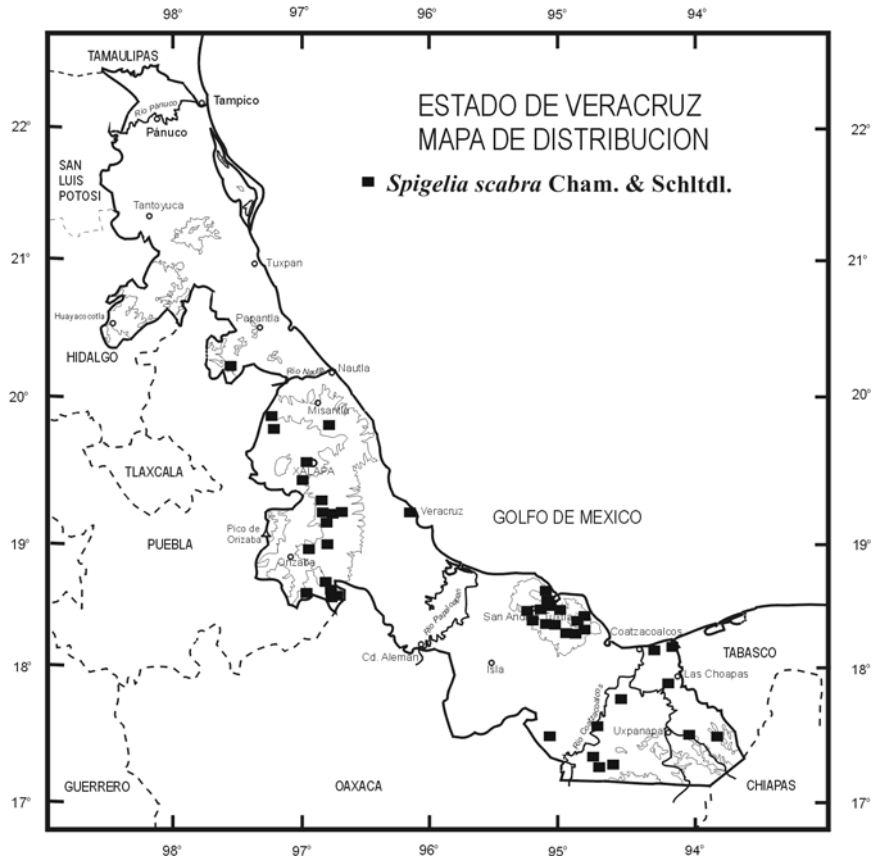 98° 97° 96° 95° 94°
TAMAULIPAS
Río Pánuco
Tampico
Pánuco
ESTADO DE VERACRUZ
MAPA DE DISTRIBUCION
Spigelia scabra Cham. & Schltdl.
22° 22°
SAN
LUIS
POTOSI
Tantoyuca
21° 21°
Tuxpan
Huayacocotla
Papantla
HIDALGO
Río Nautla
Nautla
20° 20°
Misantla
XALAPA
TLAXCALA
Veracruz
GOLFO DE MEXICO
Pico de
Orizaba
PUEBLA
19° 19°
Orizaba
Río Papaloapan
San And Tuxtla
Coatzacoalcos
Cd. Alemán
18° 18°
TABASCO
Isla
Las Choapas
Río Coatzacoalcos
Uxpanapa
GUERRERO
OAXACA
CHIAPAS
17° 17°
98° 97° 96° 95° 94°